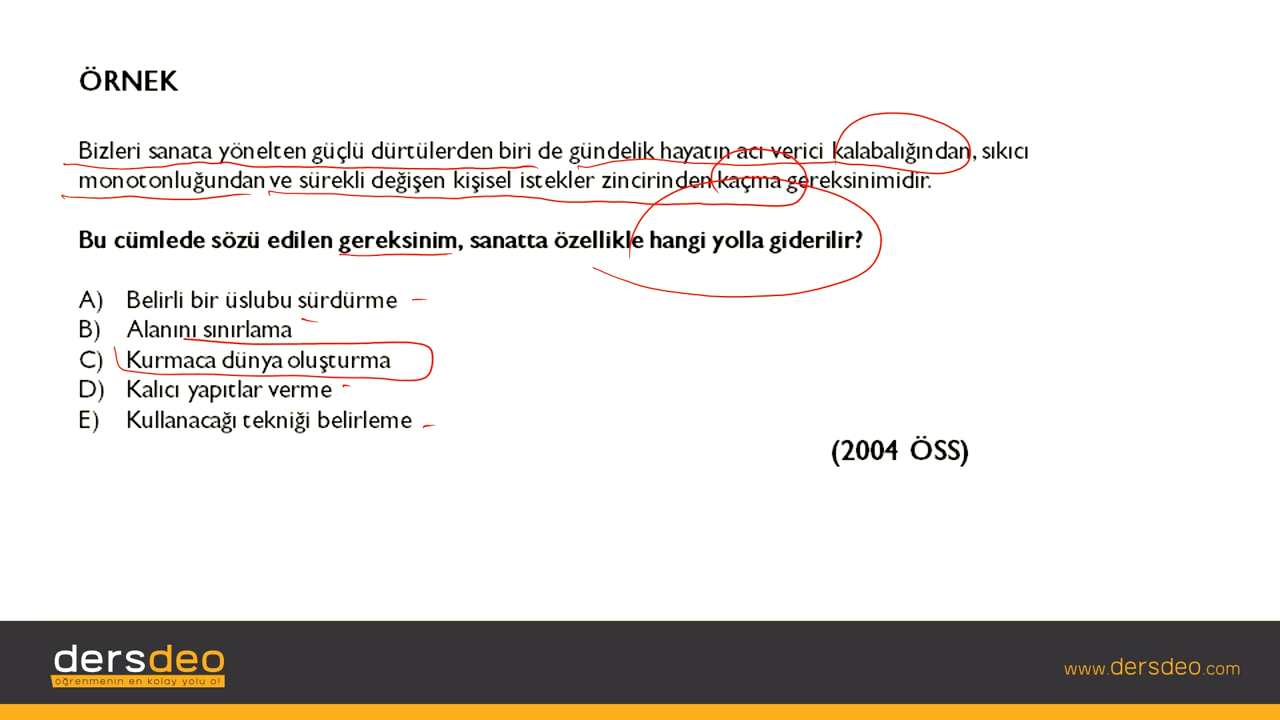 ÖRNEK
Bizleri sanata yönelten güçlü dürtülerden biri de gündelik hayatın acı verici kalabalığından, sıkıcı
monotonluğundan ve sürekli değişen kişisel istekler zincirinden kaçma gereksinimidir.
Bu cümlede sözü edilen gereksinim, sanatta özellikle hangi yolla giderilir?
A) Belirli bir üslubu sürdürme
B) Alanını sınırlama
C) Kurmaca dünya oluşturma
D) Kalıcı yapıtlar verme
E) Kullanacağı tekniği belirleme
(2004 ÖSS)
dersdeo
öğrenmenin en kolay yolu o!
www.dersdeo.com